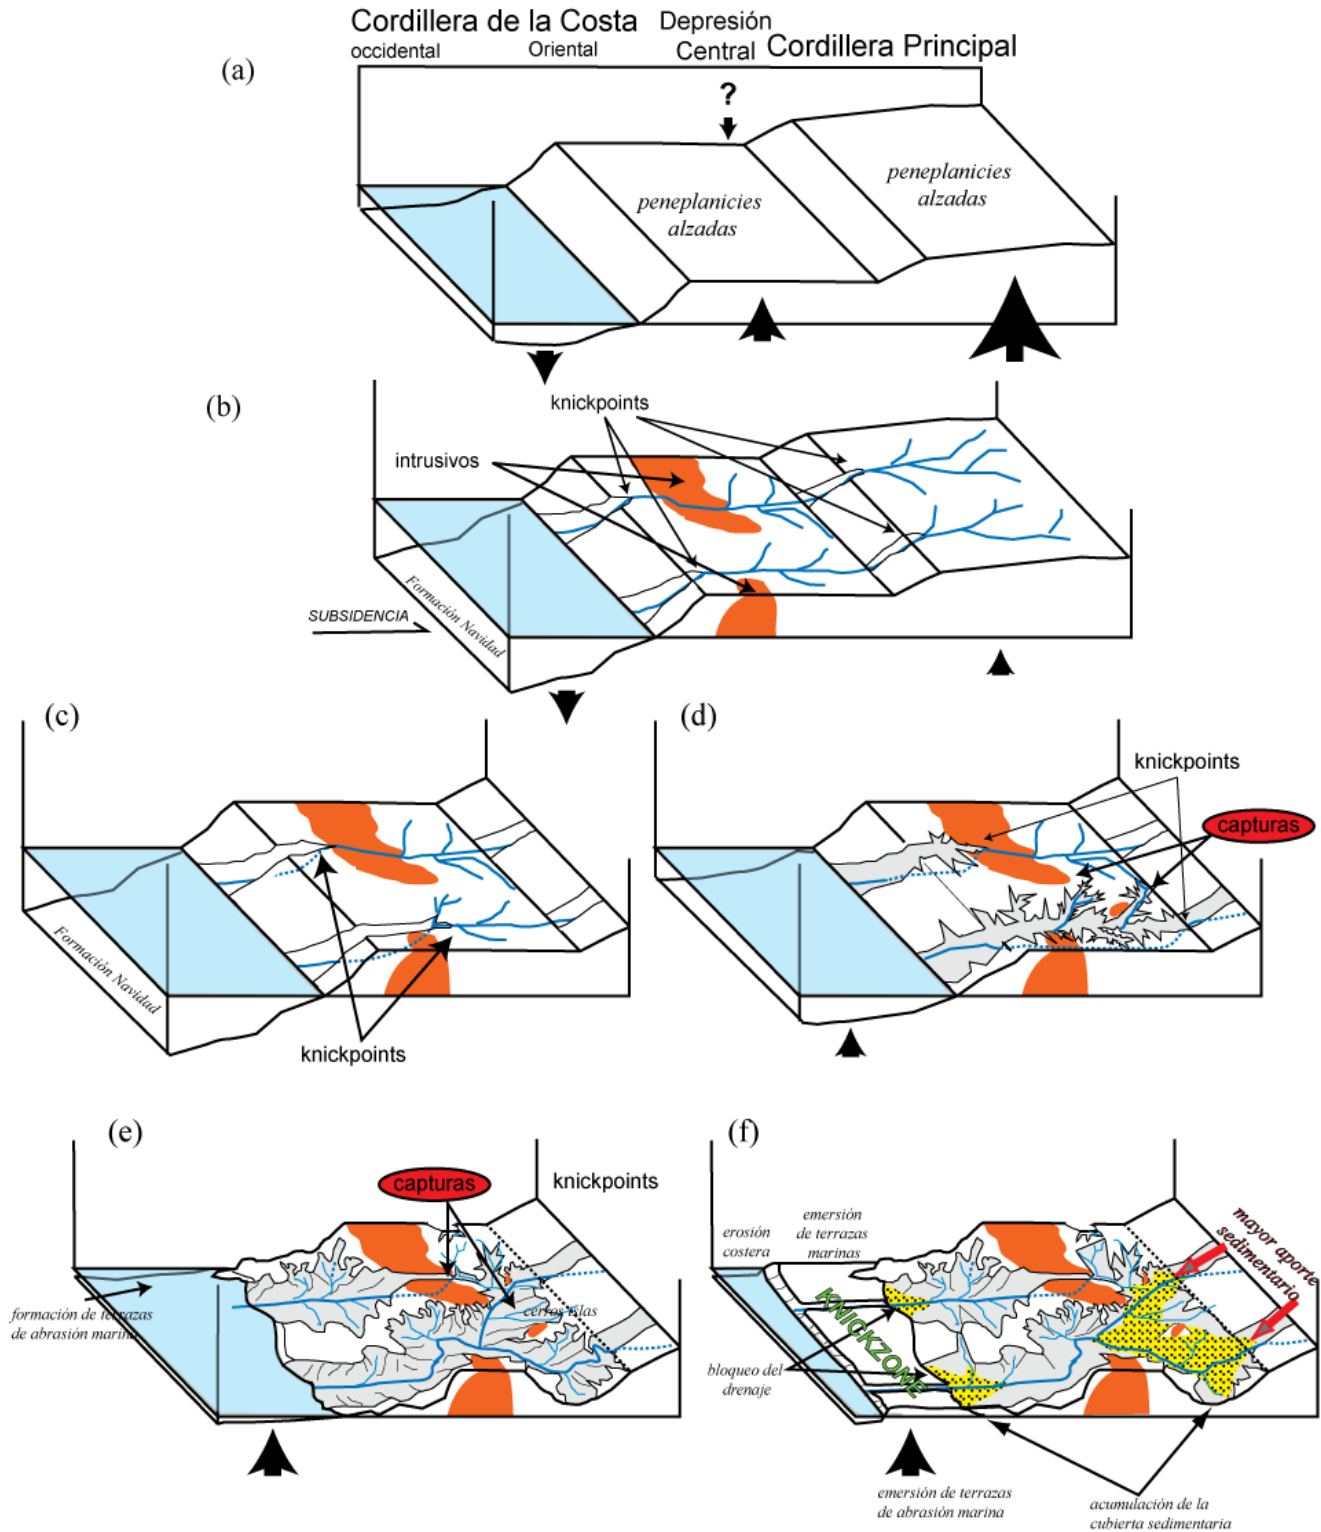 Cordillera de la Costa
occidental
Oriental
Depresión
Central
Cordillera Principal
(a)
?
peneplanicies
alzadas
peneplanicies
alzadas
(b)
knickpoints
intrusivos
SUBSIDENCIA
Formación Navidad
(c)
Formación Navidad
knickpoints
(d)
knickpoints
capturas
(e)
capturas
knickpoints
formación de terrazas
de abrasión marina
cerros islas
(f)
erosión
costera
emersión
de terrazas
marinas
mayor aporte
sedimentario
KNICKZONE
bloqueo del
drenaje
emersión de terrazas
de abrasión marina
acumulación de la
cubierta sedimentaria